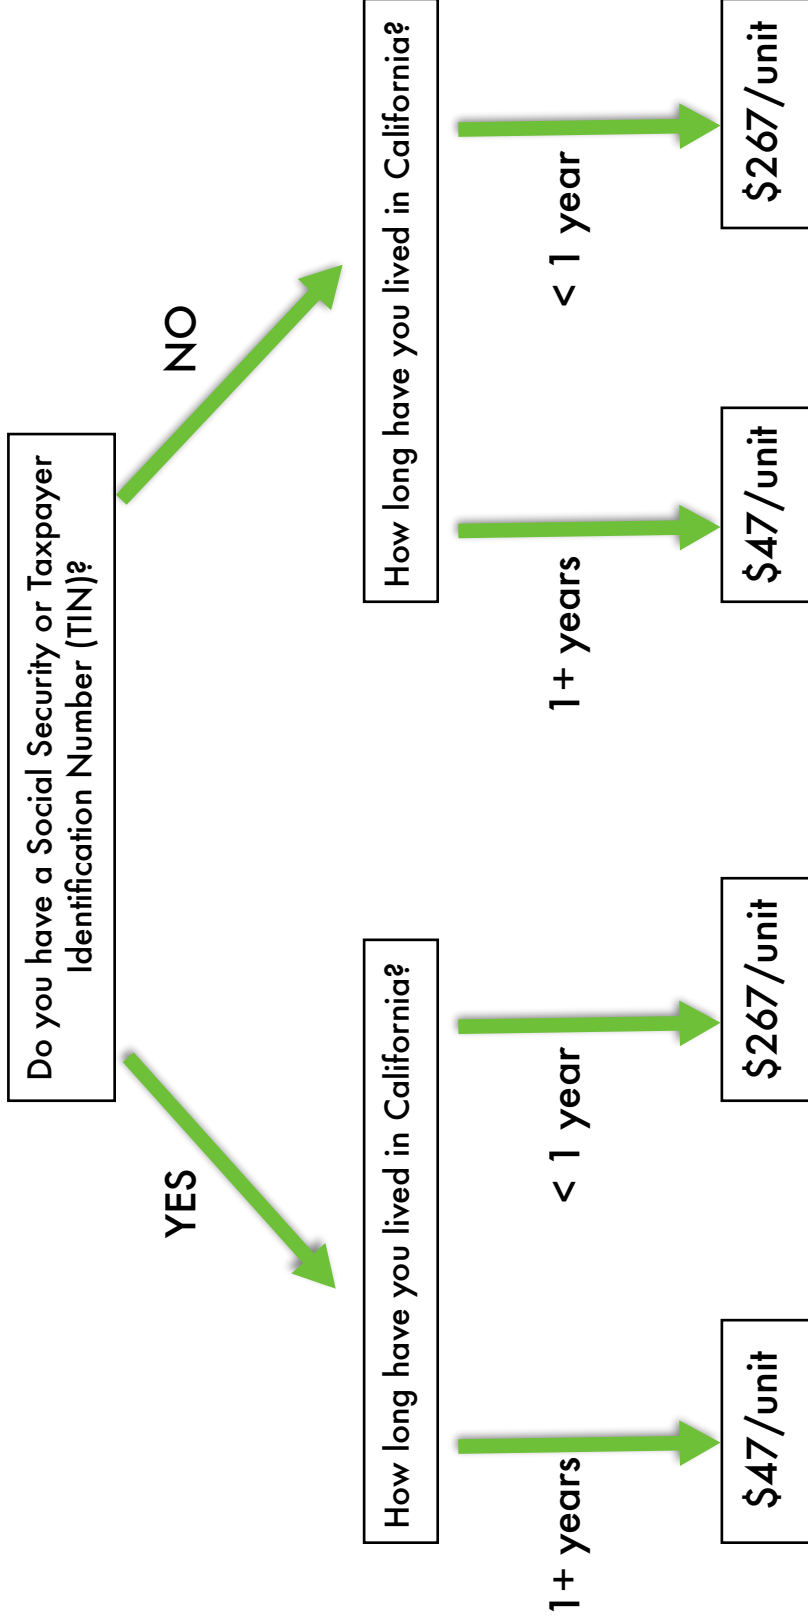 Do you have a Social Security or Taxpayer
Identification Number (TIN)?
YES
NO
How long have you lived in California?
How long have you lived in California?
1+ years
< 1 year
1+ years
< 1 year
$47/unit
$267/unit
$47/unit
$267/unit